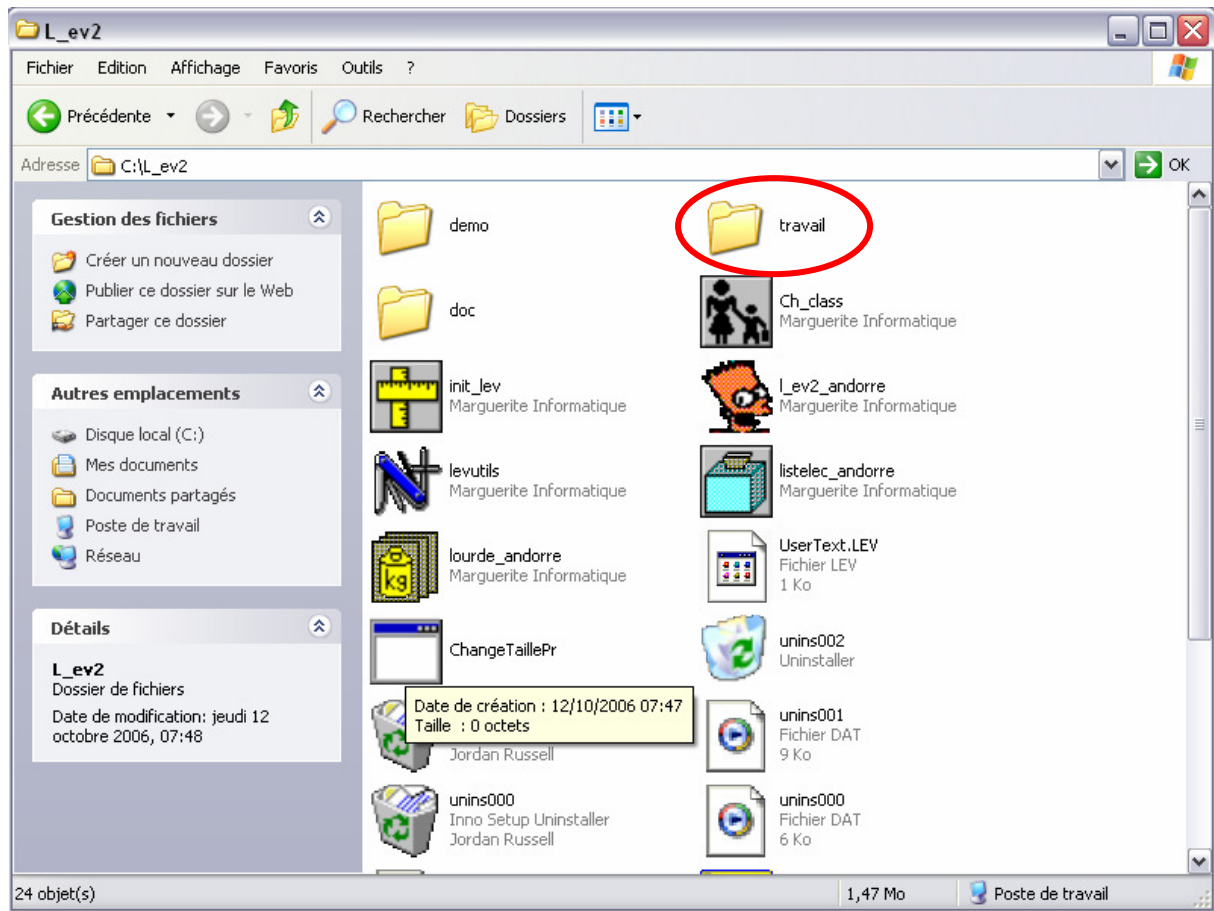 L_ev2
Fichier Edition Affichage Favoris Outils ?
Précédente Rechercher Dossiers
Adresse C:\L_ev2 OK
Gestion des fichiers
Créer un nouveau dossier
Publier ce dossier sur le Web
Partager ce dossier
Autres emplacements
Disque local (C:)
Mes documents
Documents partagés
Poste de travail
Réseau
Détails
L_ev2
Dossier de fichiers
Date de modification: jeudi 12
octobre 2006, 07:48
demo
travail
doc
Ch_class
Marguerite Informatique
init_lev
Marguerite Informatique
l_ev2_andorre
Marguerite Informatique
levutils
Marguerite Informatique
listelec_andorre
Marguerite Informatique
kg
lourde_andorre
Marguerite Informatique
UserText.LEV
Fichier LEV
1 Ko
ChangeTaillePr
unins002
Uninstaller
Date de création : 12/10/2006 07:47
Taille : 0 octets
Jordan Russell
unins001
Fichier DAT
9 Ko
unins000
Inno Setup Uninstaller
Jordan Russell
unins000
Fichier DAT
6 Ko
24 objet(s) 1,47 Mo Poste de travail